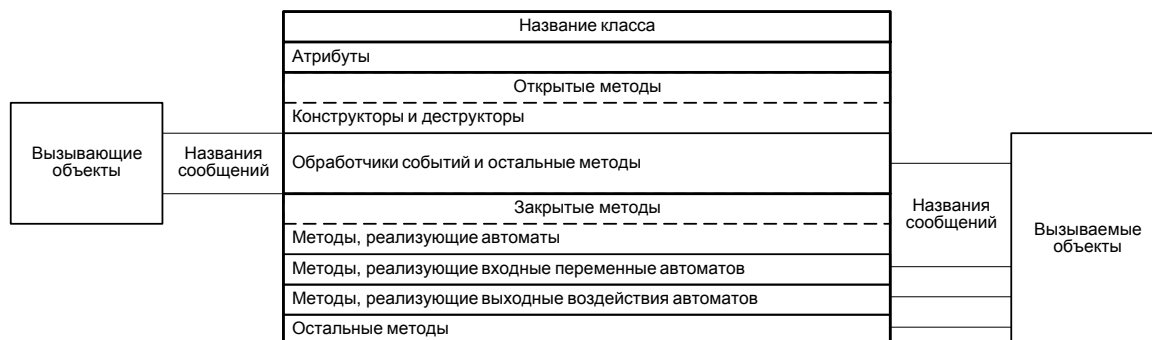 Название класса
Атрибуты
Открытые методы
Конструкторы и деструкторы
Вызывающие
объекты
Названия
сообщений
Обработчики событий и остальные методы
Закрытые методы
Названия
сообщений
Вызываемые
объекты
Методы, реализующие автоматы
Методы, реализующие входные переменные автоматов
Методы, реализующие выходные воздействия автоматов
Остальные методы